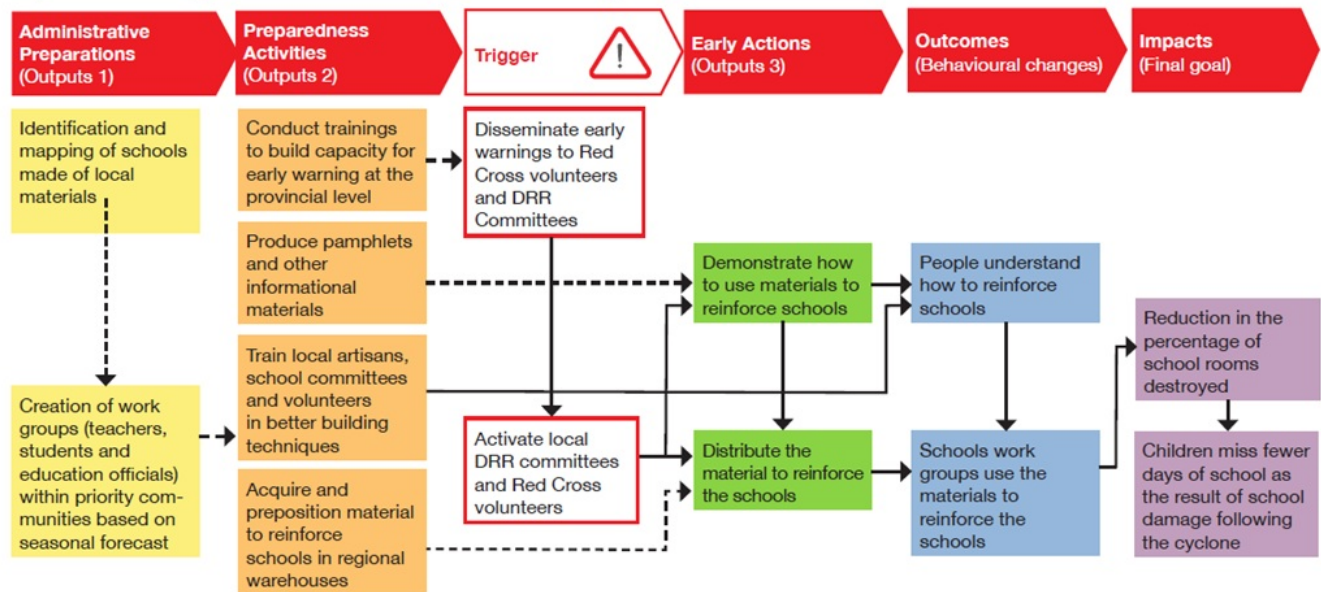 Administrative
Preparations
(Outputs 1)
Preparedness
Activities
(Outputs 2)
Trigger
!
Early Actions
(Outputs 3)
Outcomes
(Behavioural changes)
Impacts
(Final goal)
Identification and
mapping of schools
made of local
materials
Creation of work
groups (teachers,
students and
education officials)
within priority com-
munities based on
seasonal forecast
Conduct trainings
to build capacity for
early warning at the
provincial level
Produce pamphlets
and other
informational
materials
Train local artisans,
school committees
and volunteers
in better building
techniques
Acquire and
preposition material
to reinforce
schools in regional
warehouses
Disseminate early
warnings to Red
Cross volunteers
and DRR
Committees
Activate local
DRR committees
and Red Cross
volunteers
Demonstrate how
to use materials to
reinforce schools
Distribute the
material to reinforce
the schools
People understand
how to reinforce
schools
Schools work
groups use the
materials to
reinforce the
schools
Reduction in the
percentage of
school rooms
destroyed
Children miss fewer
days of school as
the result of school
damage following
the cyclone